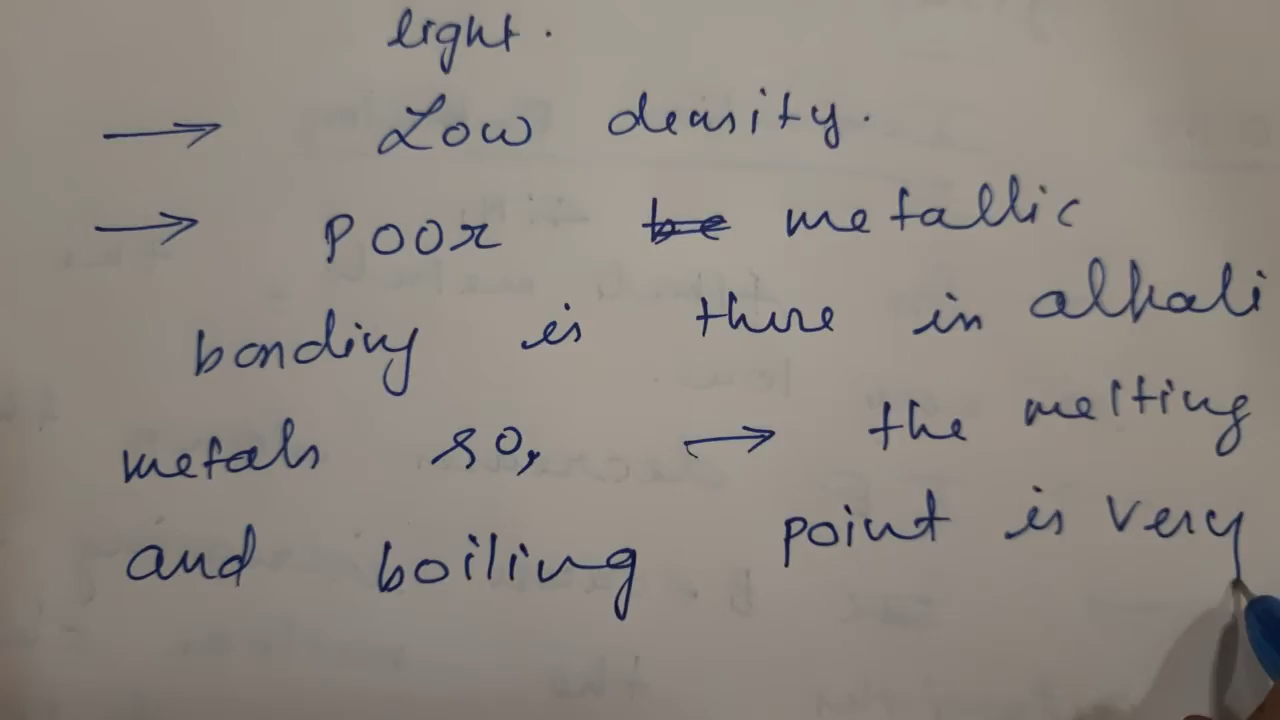 light.
→ Low density.
→ Poor metallic
bonding is there in alkali
metals so, → the melting
and boiling point is very